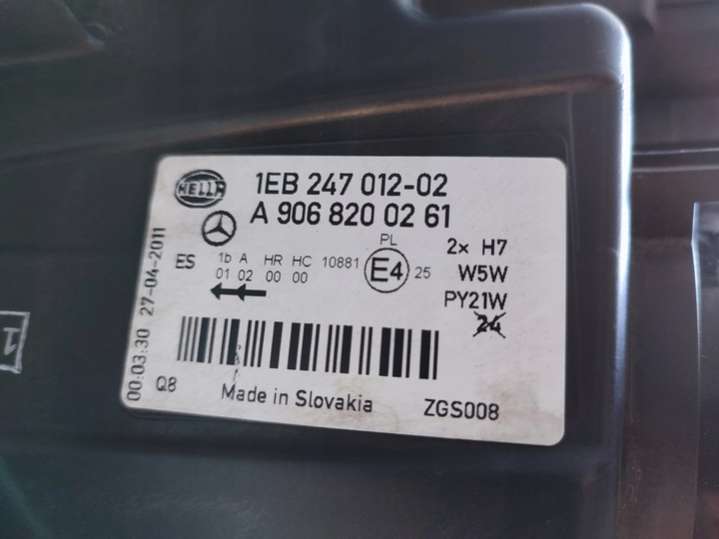 HELLA
1EB 247 012-02
A 906 820 02 61
PL
2x H7
ES
1b A HR HC 10881 E4 25
01 02 00 00
W5W
PY21W
24
00:03:30 27-04-2011
Q8
Made in Slovakia
ZGS008
1